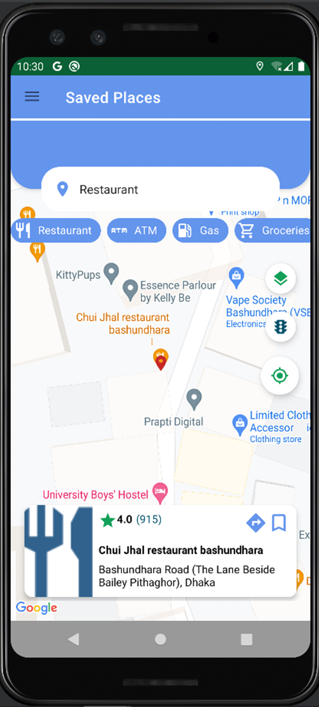 10:30 G
Saved Places
Restaurant
Print shop
Restaurant
ATM ATM
Gas
Groceries
KittyPups
Essence Parlour
by Kelly Be
Vape Society
Bashundhara (VSB
Electronics
Chui Jhal restaurant
bashundhara
Prapti Digital
Limited Cloth
Accessor
Clothing store
University Boys' Hostel
4.0 (915)
Chui Jhal restaurant bashundhara
Bashundhara Road (The Lane Beside
Bailey Pithaghor), Dhaka
Google